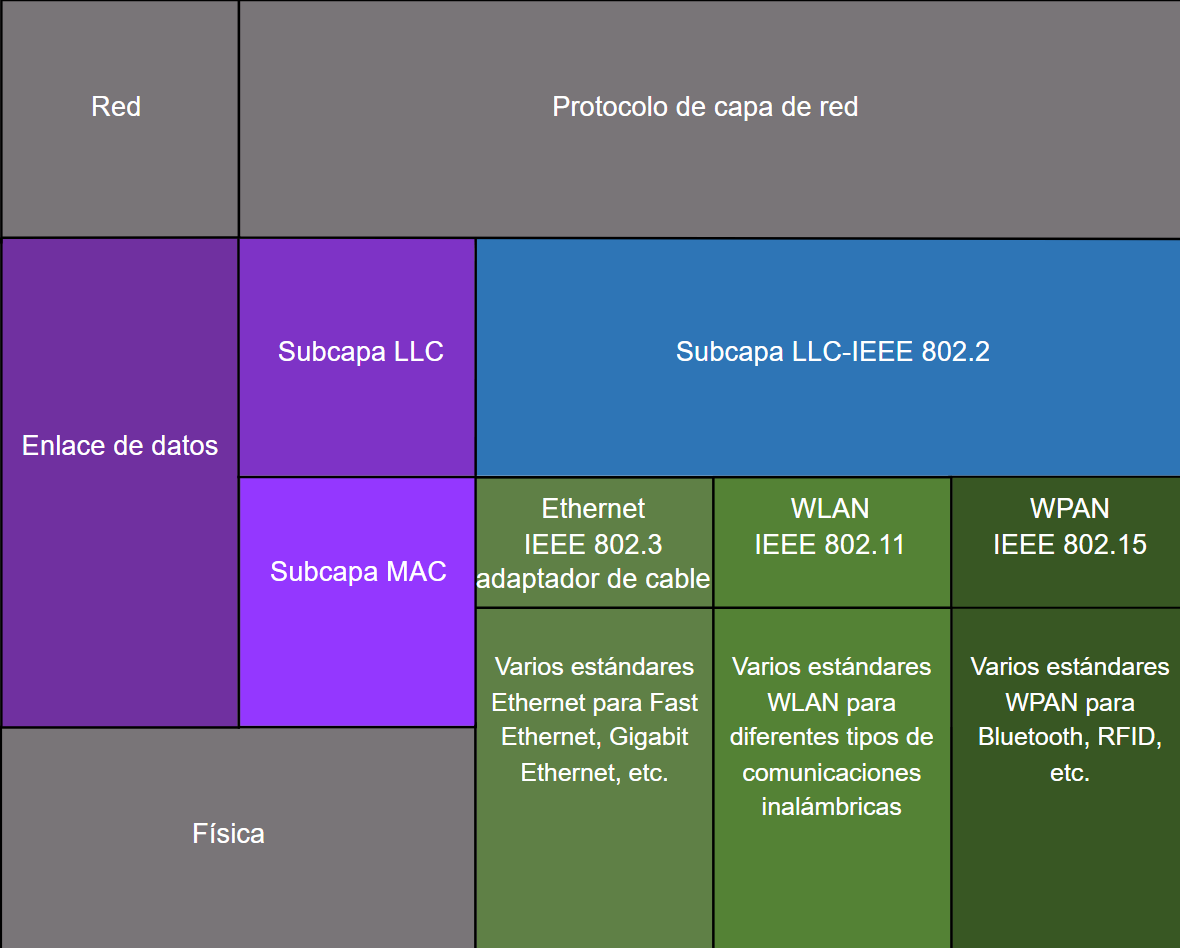 Red
Protocolo de capa de red
Enlace de datos
Subcapa LLC
Subcapa LLC-IEEE 802.2
Subcapa MAC
Ethernet
IEEE 802.3
adaptador de cable
WLAN
IEEE 802.11
WPAN
IEEE 802.15
Física
Varios estándares
Ethernet para Fast
Ethernet, Gigabit
Ethernet, etc.
Varios estándares
WLAN para
diferentes tipos de
comunicaciones
inalámbricas
Varios estándares
WPAN para
Bluetooth, RFID,
etc.